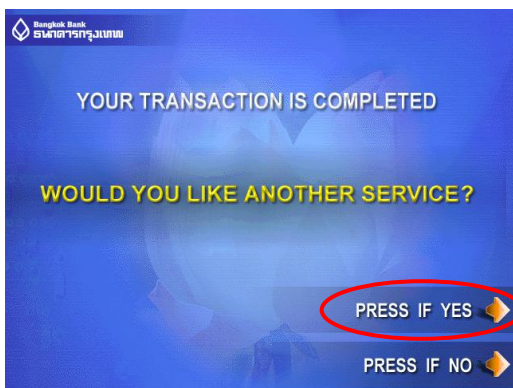 Bangkok Bank
ธนาคารกรุงเทพ
YOUR TRANSACTION IS COMPLETED
WOULD YOU LIKE ANOTHER SERVICE?
PRESS IF YES
PRESS IF NO